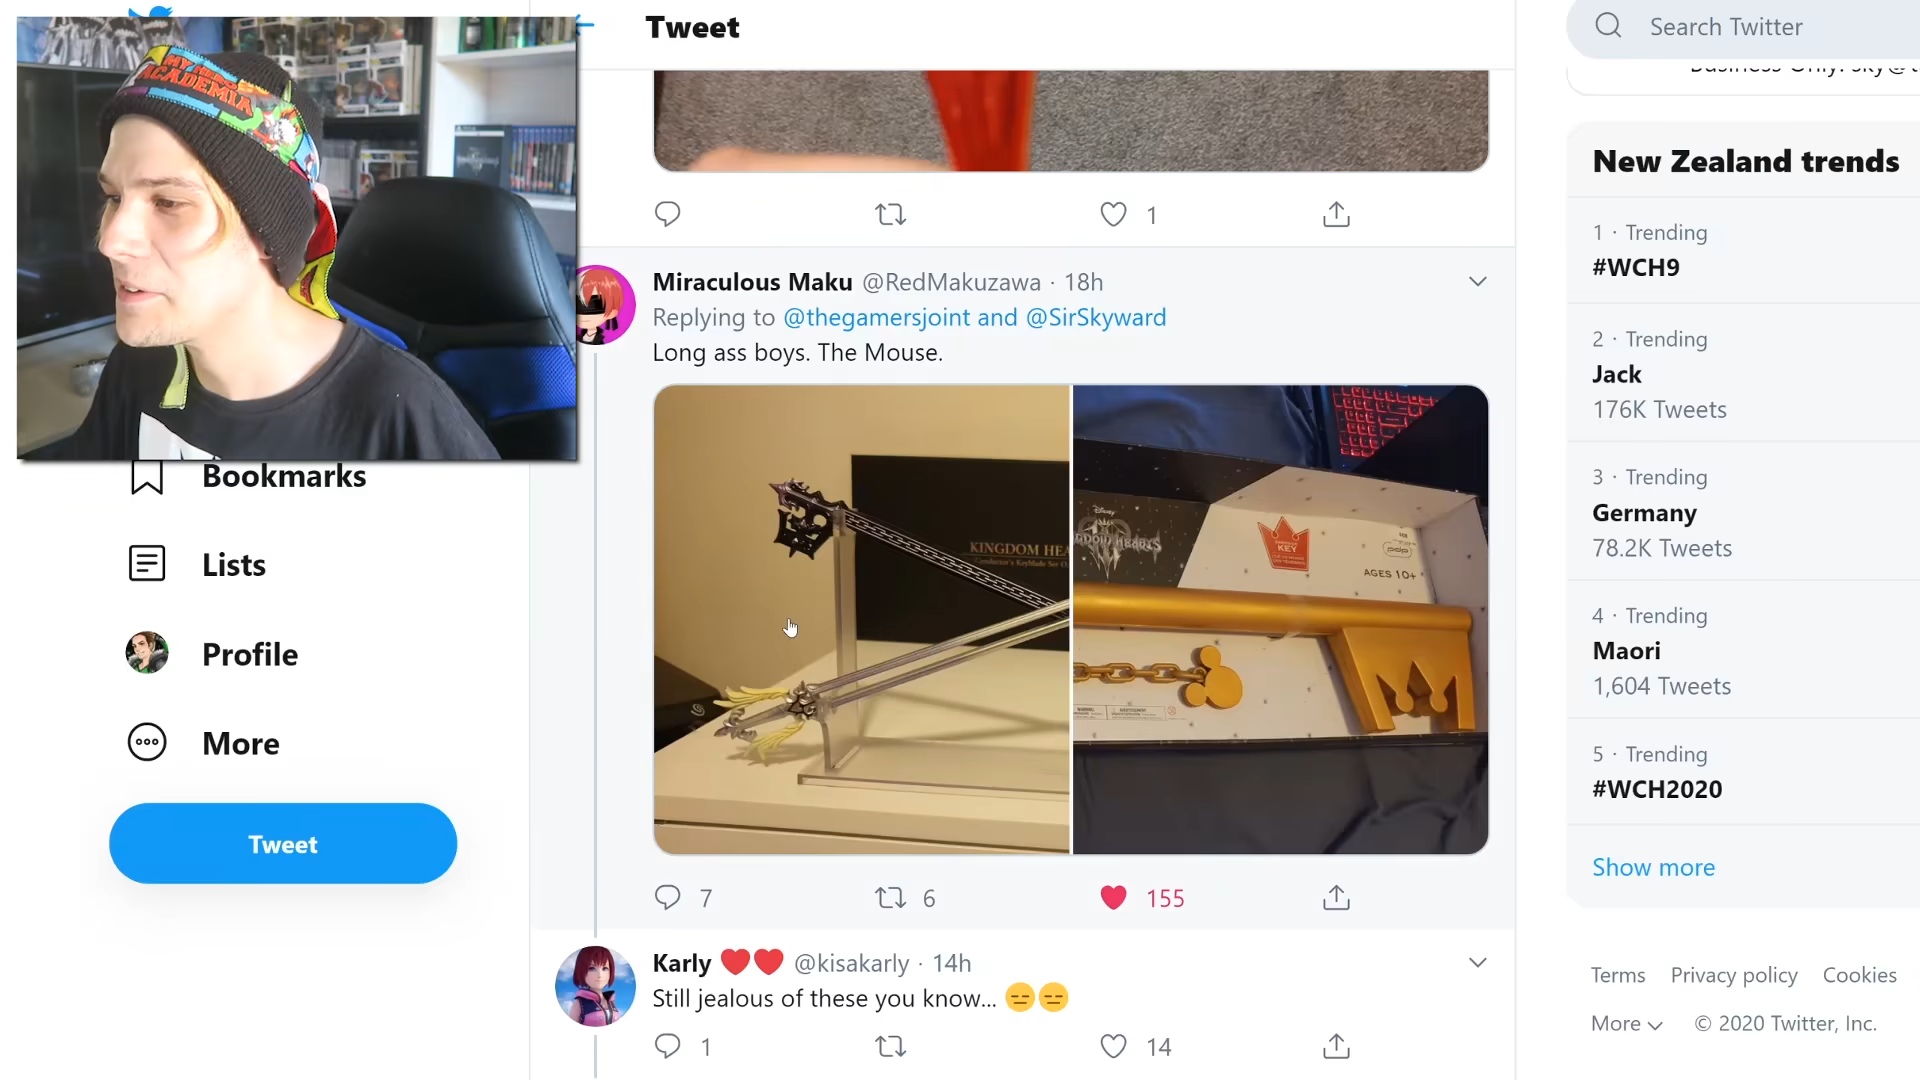 MY HERO
ACADEMIA
Tweet
Search Twitter
1
Miraculous Maku @RedMakuzawa · 18h
Replying to @thegamersjoint and @SirSkyward
Long ass boys. The Mouse.
KINGDOM HEA
Disney
AGES 10+
KEY
pdp
WARNING
7
6
155
Karly ❤️❤️ @kisakarly · 14h
Still jealous of these you know... 😑😑
1
14
Bookmarks
Lists
Profile
More
Tweet
New Zealand trends
1 · Trending
#WCH9
2 · Trending
Jack
176K Tweets
3 · Trending
Germany
78.2K Tweets
4 · Trending
Maori
1,604 Tweets
5 · Trending
#WCH2020
Show more
Terms Privacy policy Cookies
More © 2020 Twitter, Inc.